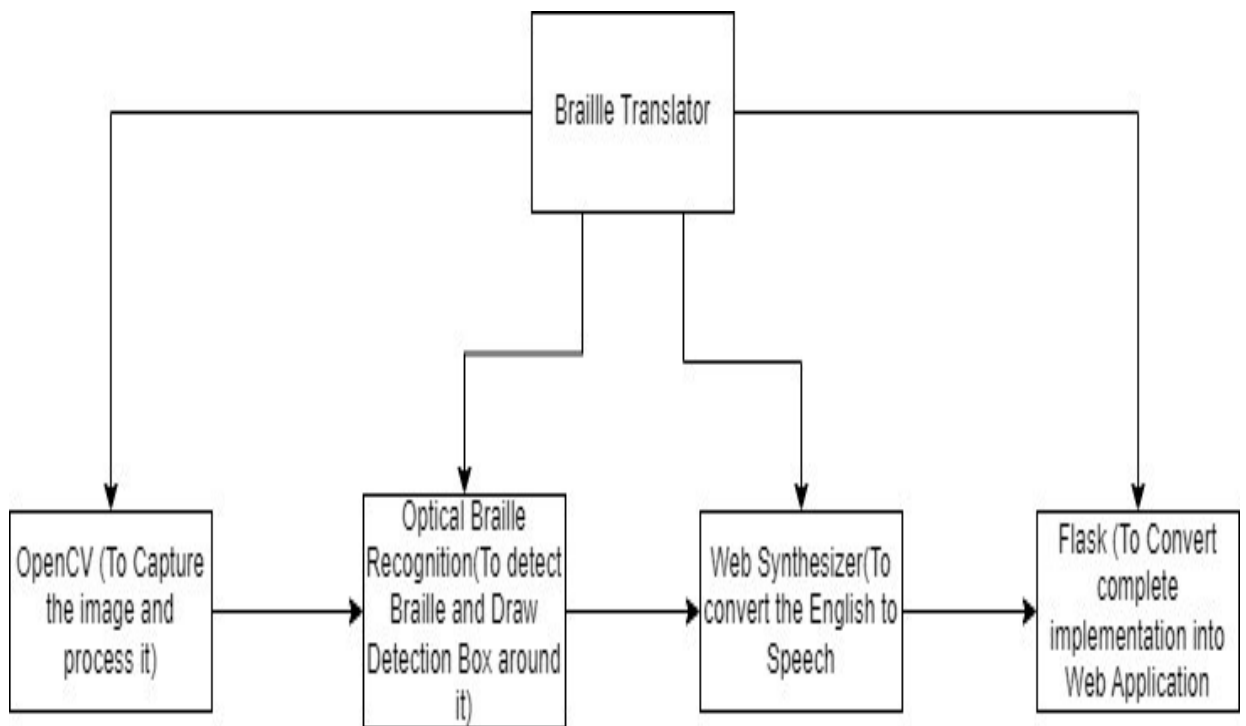 Braillle Translator
OpenCV (To Capture
the image and
process it)
Optical Braille
Recognition(To detect
Braille and Draw
Detection Box around
it)
Web Synthesizer(To
convert the English to
Speech
Flask (To Convert
complete
implementation into
Web Application